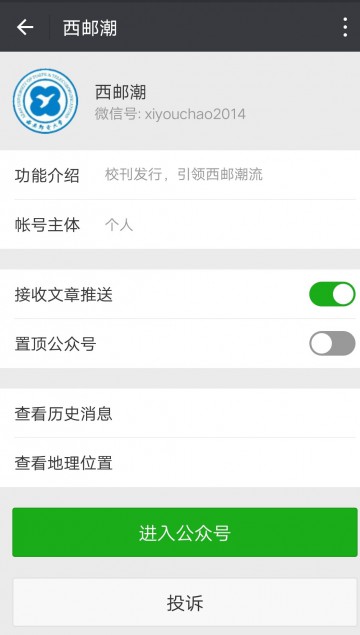 西邮潮
西邮潮
微信号: xiyouchao2014
功能介绍 校刊发行，引领西邮潮流
帐号主体 个人
接收文章推送
置顶公众号
查看历史消息
查看地理位置
进入公众号
投诉